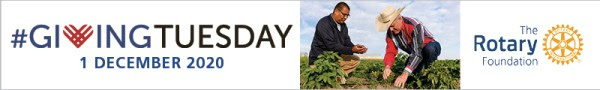 #GIVINGTUESDAY
1 DECEMBER 2020
The
Rotary
Foundation